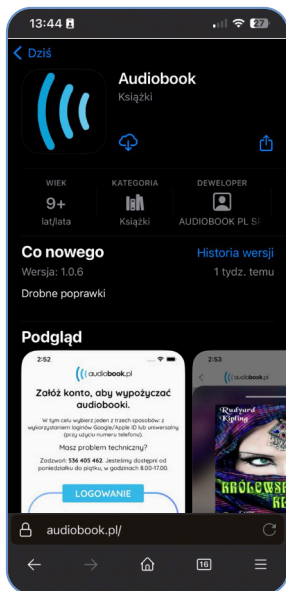 13:44
27
Dziś
Audiobook
Książki
WIEK
9+
lat/lata
KATEGORIA
Książki
DEWELOPER
AUDIOBOOK PL
Co nowego
Historia wersji
Wersja: 1.0.6
1 tydz. temu
Drobne poprawki
Podgląd
2:52
audiobook.pl
Załóż konto, aby wypożyczać
audiobooki.
W tym celu wybierz jeden z trzech sposobów: z
wykorzystaniem loginów Google/Apple ID lub uniwersalny
(przy użyciu numeru telefonu).
Masz problem techniczny?
Zadzwoń: 536 405 462. Jesteśmy dostępni od
poniedziałku do piątku, w godzinach 8.00-17.00.
LOGOWANIE
2:53
audiobook.pl
Rudyard
Kipling
audiobook.pl/
16